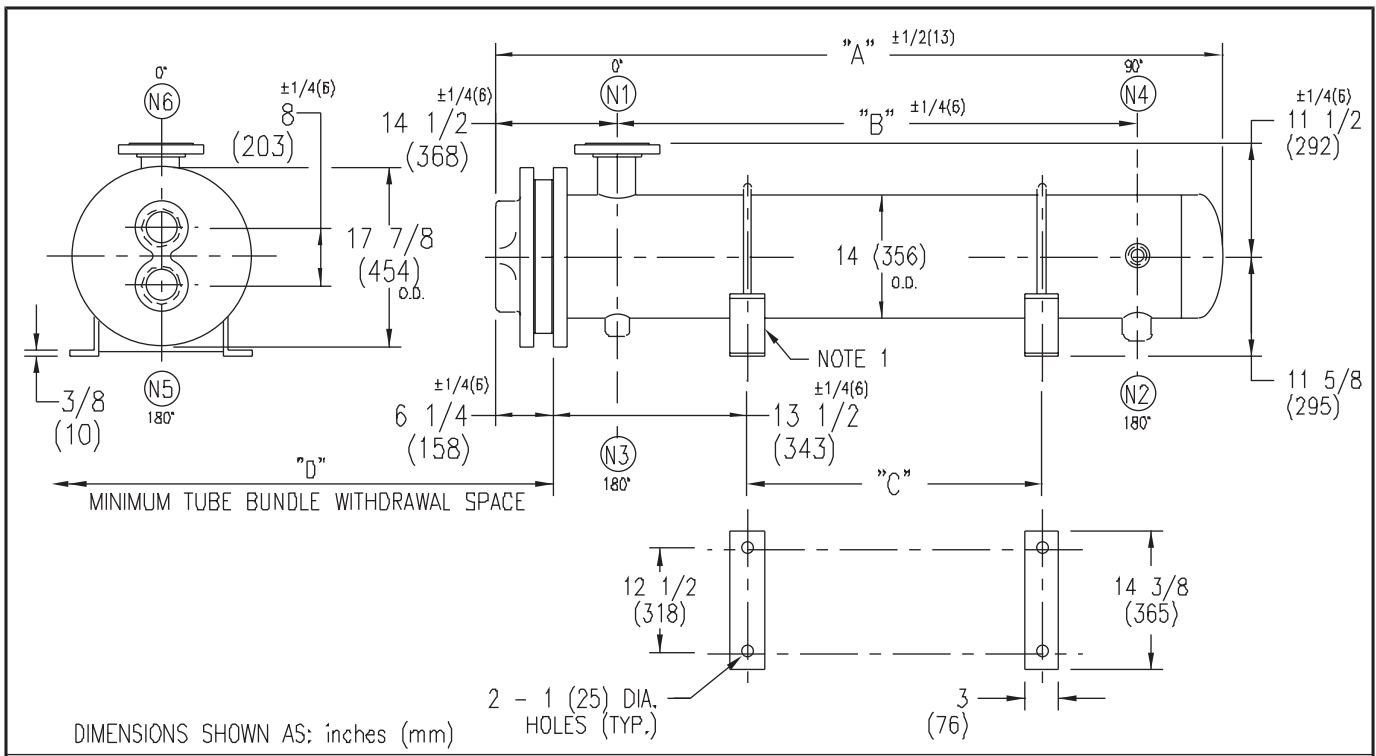 "A" ±1/2(13)
0°
N6
±1/4(6)
8
(203)
±1/4(6)
14 1/2
(368)
0°
N1
"B" ±1/4(6)
90°
N4
±1/4(6)
11 1/2
(292)
17 7/8
(454)
O.D.
14 (356)
O.D.
NOTE 1
3/8
(10)
N5
180°
±1/4(6)
6 1/4
(158)
N3
180°
±1/4(6)
13 1/2
(343)
N2
180°
11 5/8
(295)
"D"
MINIMUM TUBE BUNDLE WITHDRAWAL SPACE
"C"
12 1/2
(318)
14 3/8
(365)
2 - 1 (25) DIA.
HOLES (TYP.)
3
(76)
DIMENSIONS SHOWN AS: inches (mm)